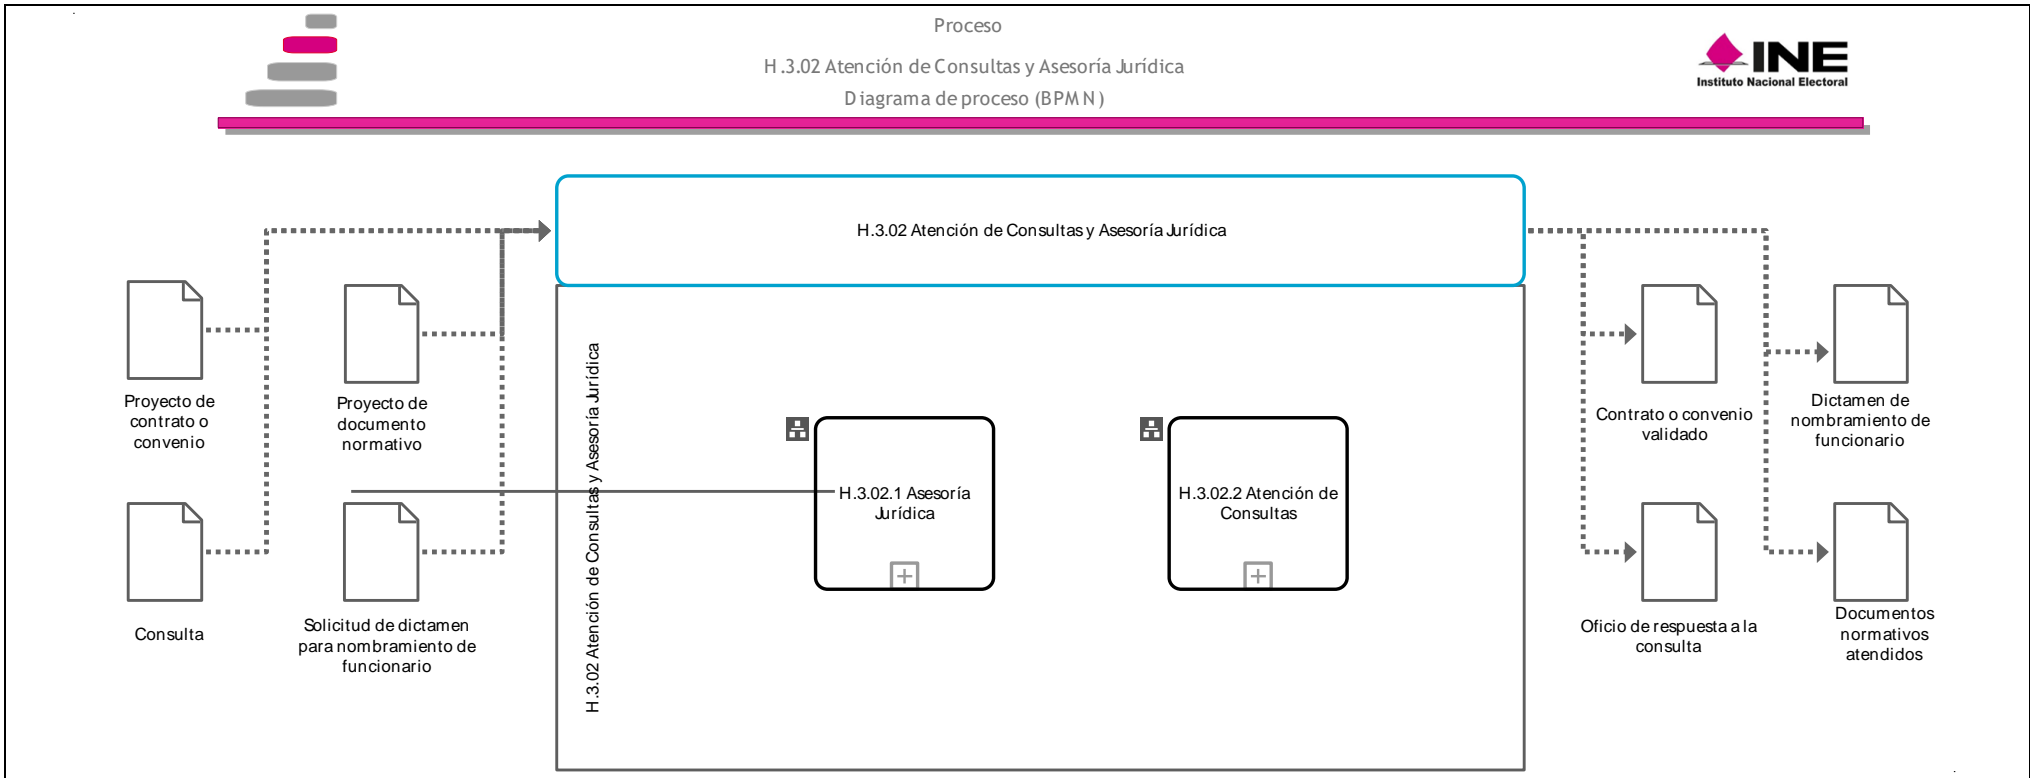 Proceso
H.3.02 Atención de Consultas y Asesoría Jurídica
Diagrama de proceso (BPMN)
INE
Instituto Nacional Electoral
H.3.02 Atención de Consultas y Asesoría Jurídica
Proyecto de
contrato o
convenio
Proyecto de
documento
normativo
Consulta
Solicitud de dictamen
para nombramiento de
funcionario
H.3.02 Atención de Consultas y Asesoría Jurídica
H.3.02.1 Asesoría
Jurídica
H.3.02.2 Atención de
Consultas
Contrato o convenio
validado
Dictamen de
nombramiento de
funcionario
Oficio de respuesta a la
consulta
Documentos
normativos
atendidos